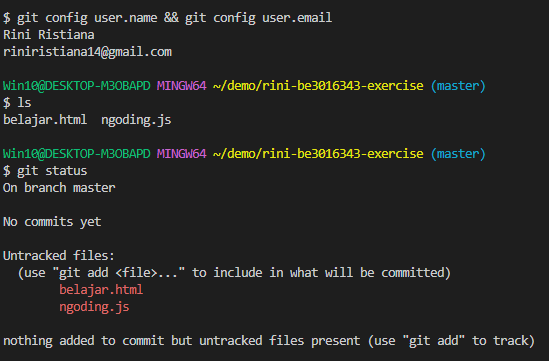 $ git config user.name && git config user.email
Rini Ristiana
riniristiana14@gmail.com
Win10@DESKTOP-M3OBAPD MINGW64 ~/demo/rini-be3016343-exercise (master)
$ ls
belajar.html  ngoding.js
Win10@DESKTOP-M3OBAPD MINGW64 ~/demo/rini-be3016343-exercise (master)
$ git status
On branch master
No commits yet
Untracked files:
  (use "git add <file>..." to include in what will be committed)
        belajar.html
        ngoding.js
nothing added to commit but untracked files present (use "git add" to track)